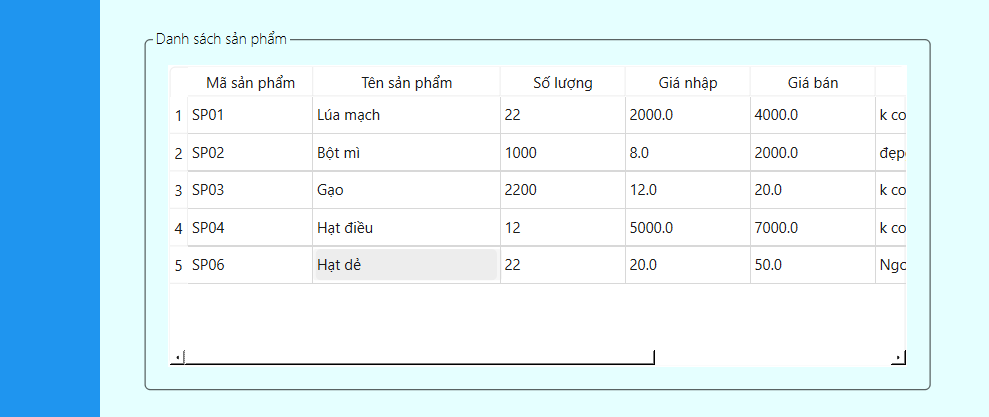 Danh sách sản phẩm
Mã sản phẩm Tên sản phẩm Số lượng Giá nhập Giá bán
1 SP01 Lúa mạch 22 2000.0 4000.0 k co
2 SP02 Bột mì 1000 8.0 2000.0 đẹp
3 SP03 Gạo 2200 12.0 20.0 k co
4 SP04 Hạt điều 12 5000.0 7000.0 k co
5 SP06 Hạt dẻ 22 20.0 50.0 Ngo